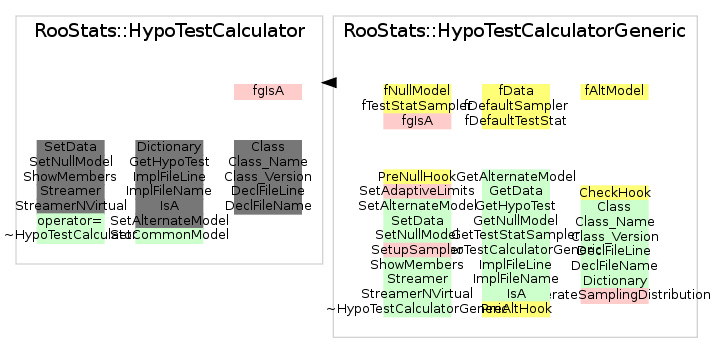 RooStats::HypoTestCalculator
fgIsA
SetData
SetNullModel
ShowMembers
Streamer
StreamerNVirtual
operator=
~HypoTestCalculator
Dictionary
GetHypoTest
ImplFileLine
ImplFileName
IsA
SetAlternateModel
SetCommonModel
Class
Class_Name
Class_Version
DeclFileLine
DeclFileName
RooStats::HypoTestCalculatorGeneric
fNullModel
fTestStatSampler
fgIsA
fData
fDefaultSampler
fDefaultTestStat
fAltModel
PreNullHook
SetAdaptiveLimits
SetAlternateModel
SetData
SetNullModel
SetupSampler
ShowMembers
Streamer
StreamerNVirtual
~HypoTestCalculatorGeneric
GetAlternateModel
GetData
GetHypoTest
GetNullModel
GetTestStatSampler
oTestCalculatorGeneric
ImplFileLine
ImplFileName
IsA
PreAltHook
CheckHook
Class
Class_Name
Class_Version
DeclFileLine
DeclFileName
Dictionary
erateSamplingDistribution